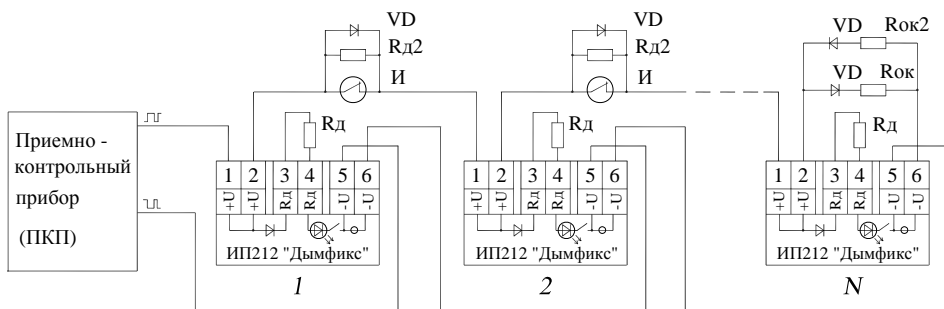 VD
Rд2
И
VD
Rд2
И
VD Rок2
VD Rок
Приемно -
контрольный
прибор
(ПКП)
Rд
1 2 3 4 5 6
+U +U Rд Rд -U -U
ИП212 "Дымфикс"
1
Rд
1 2 3 4 5 6
+U +U Rд Rд -U -U
ИП212 "Дымфикс"
2
Rд
1 2 3 4 5 6
+U +U Rд Rд -U -U
ИП212 "Дымфикс"
N